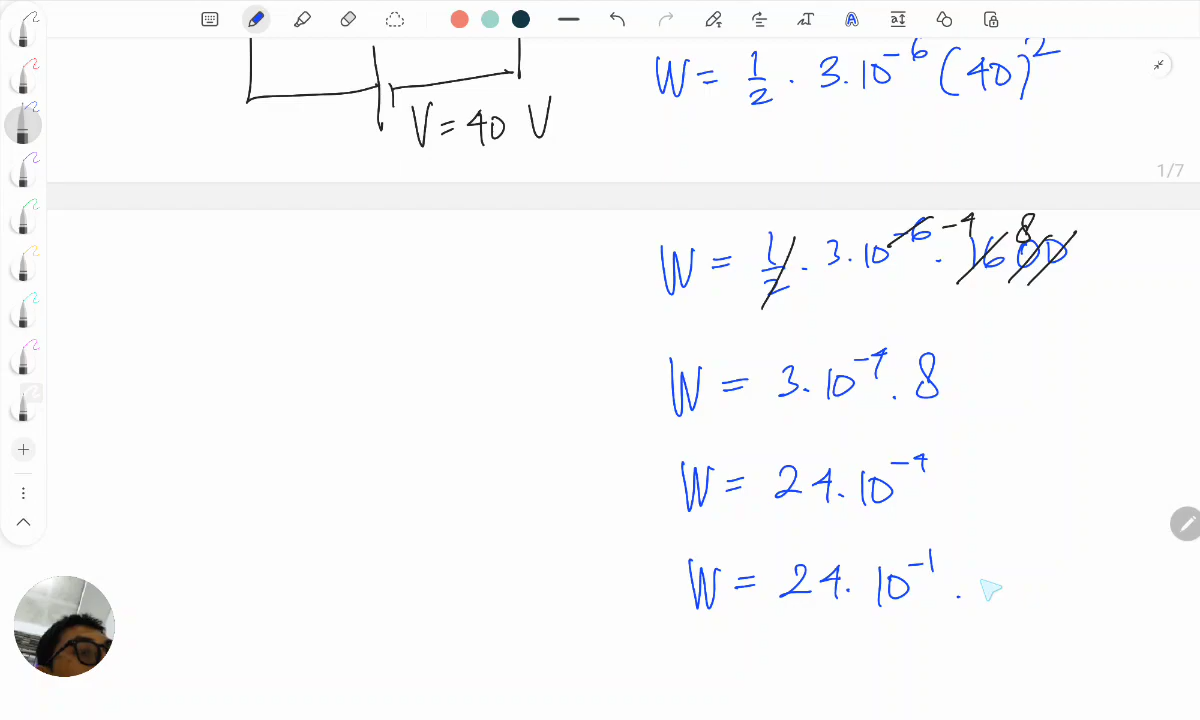 W = 1/2 . 3.10⁻⁶ (40)²
V = 40 V
1/7
W = 1/2 . 3.10⁻⁶ ⁻⁴ . 1600 8
W = 3.10⁻⁴ . 8
W = 24.10⁻⁴
W = 24. 10⁻¹ .